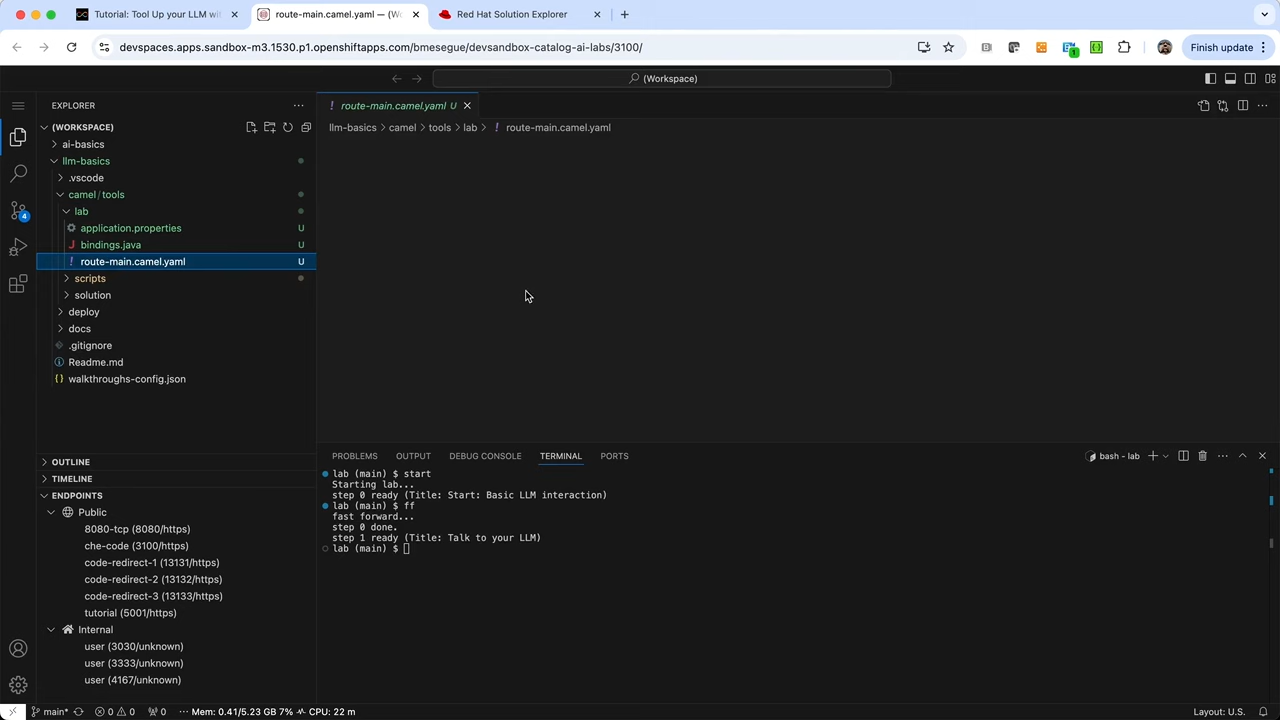 Tutorial: Tool Up your LLM wit
route-main.camel.yaml — (Wo
Red Hat Solution Explorer
devspaces.apps.sandbox-m3.1530.p1.openshiftapps.com/bmesegue/devsandbox-catalog-ai-labs/3100/
Finish update
(Workspace)
EXPLORER
route-main.camel.yaml U
(WORKSPACE)
llm-basics > camel > tools > lab > ! route-main.camel.yaml
ai-basics
llm-basics
.vscode
camel / tools
lab
application.properties U
J bindings.java U
! route-main.camel.yaml U
scripts
solution
deploy
docs
.gitignore
Readme.md
{} walkthroughs-config.json
4
OUTLINE
TIMELINE
ENDPOINTS
Public
8080-tcp (8080/https)
che-code (3100/https)
code-redirect-1 (13131/https)
code-redirect-2 (13132/https)
code-redirect-3 (13133/https)
tutorial (5001/https)
Internal
user (3030/unknown)
user (3333/unknown)
user (4167/unknown)
PROBLEMS OUTPUT DEBUG CONSOLE TERMINAL PORTS
bash - lab
lab (main) $ start
Starting lab...
step 0 ready (Title: Start: Basic LLM interaction)
lab (main) $ ff
fast forward...
step 0 done.
step 1 ready (Title: Talk to your LLM)
lab (main) $
main* 0 0 0 Mem: 0.41/5.23 GB 7% CPU: 22 m
Layout: U.S.